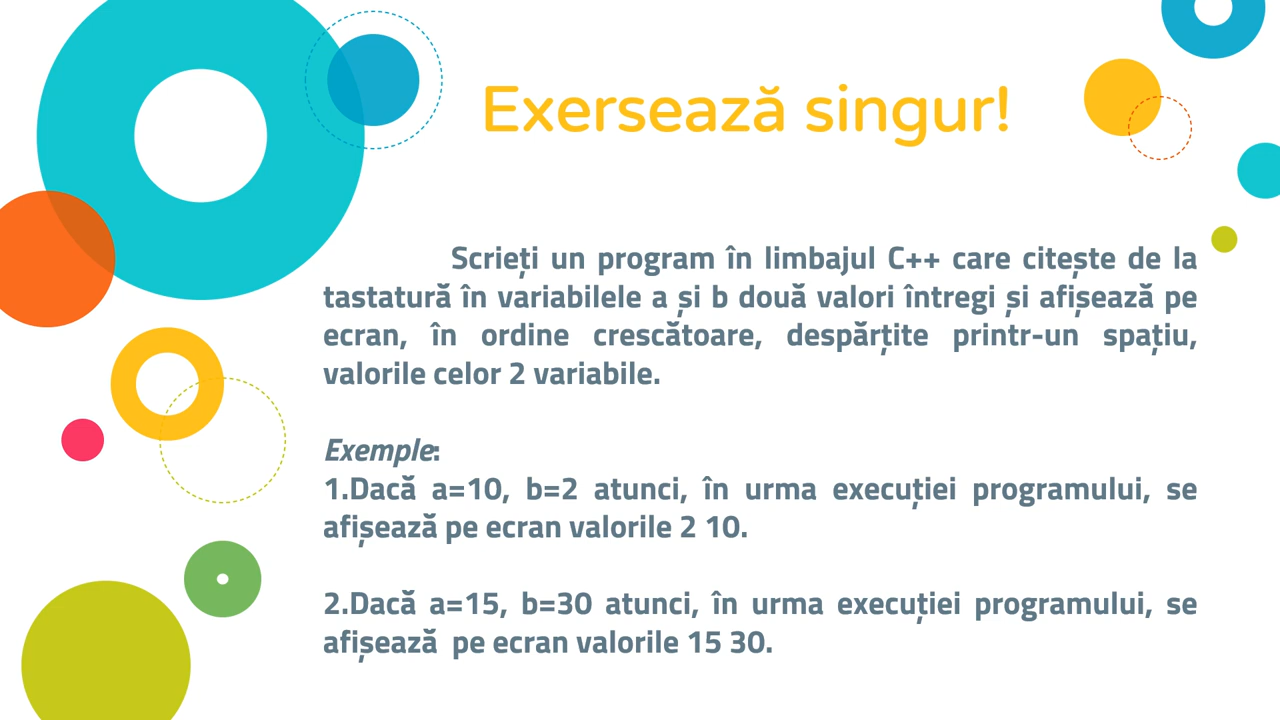 Exersează singur!
Scrieți un program în limbajul C++ care citește de la
tastatură în variabilele a și b două valori întregi și afișează pe
ecran, în ordine crescătoare, despărțite printr-un spațiu,
valorile celor 2 variabile.
Exemple:
1.Dacă a=10, b=2 atunci, în urma execuției programului, se
afișează pe ecran valorile 2 10.
2.Dacă a=15, b=30 atunci, în urma execuției programului, se
afișează pe ecran valorile 15 30.